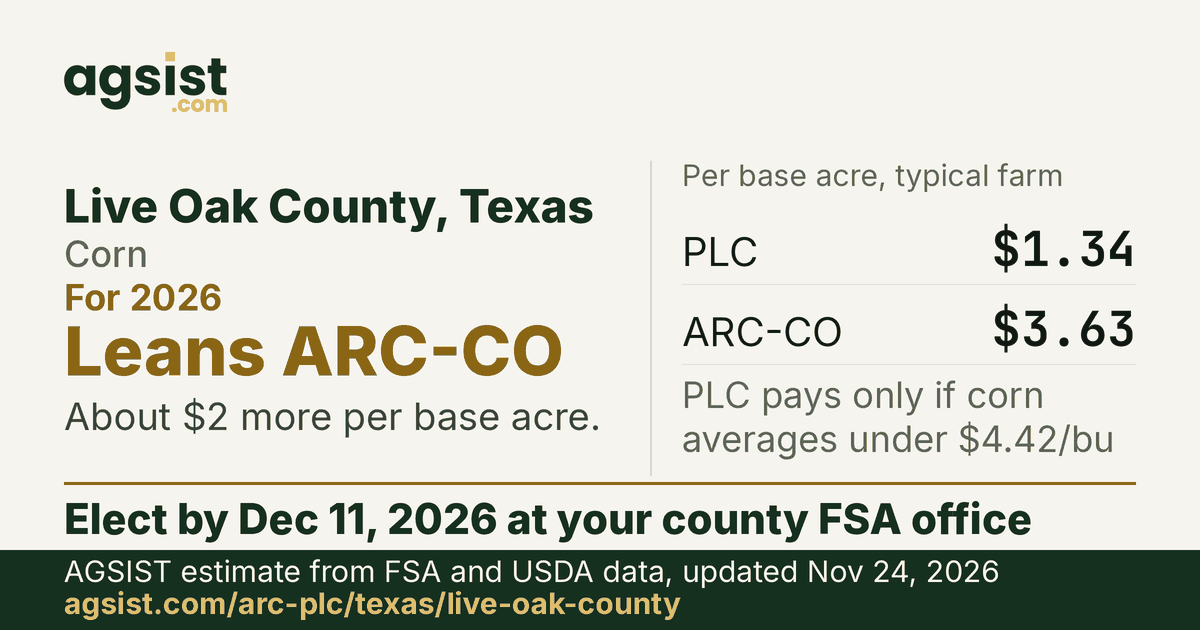 agsist
.com
Live Oak County, Texas
Corn
For 2026
Leans ARC-CO
About $2 more per base acre.
Per base acre, typical farm
PLC $1.34
ARC-CO $3.63
PLC pays only if corn
averages under $4.42/bu
Elect by Dec 11, 2026 at your county FSA office
AGSIST estimate from FSA and USDA data, updated Nov 24, 2026
agsist.com/arc-plc/texas/live-oak-county